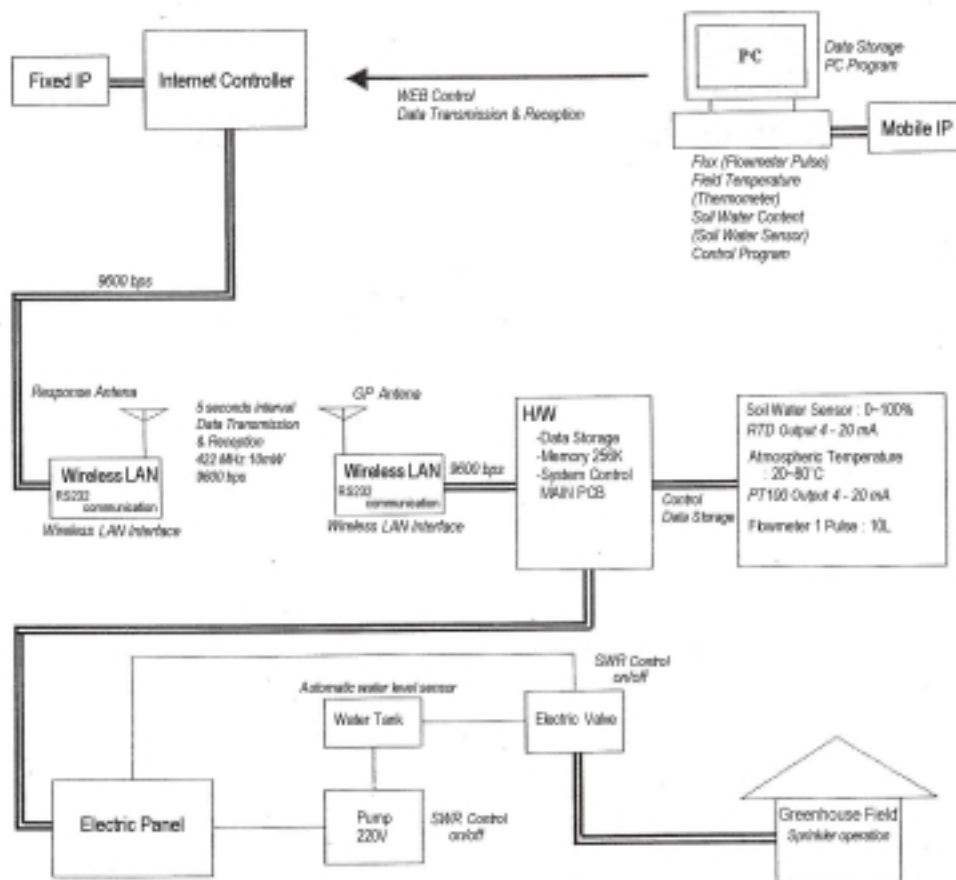 Fixed IP
Internet Controller
WEB Control
Data Transmission & Reception
PC
Data Storage
PC Program
Mobile IP
Flux (Flowmeter Pulse)
Field Temperature
(Thermometer)
Soil Water Content
(Soil Water Sensor)
Control Program
9600 bps
Response Antena
5 seconds interval
Data Transmission
& Reception
422 MHz 10mW
9600 bps
GP Antena
Wireless LAN
RS232
communication
Wireless LAN Interface
Wireless LAN
RS232
communication
Wireless LAN Interface
9600 bps
H/W
-Data Storage
-Memory 256K
-System Control
MAIN PCB
Control
Data Storage
Soil Water Sensor : 0~100%
RTD Output 4 - 20 mA
Atmospheric Temperature
: 20~80°C
PT100 Output 4 - 20 mA
Flowmeter 1 Pulse : 10L
SWR Control
on/off
Automatic water level sensor
Water Tank
Electric Valve
Electric Panel
Pump
220V
SWR Control
on/off
Greenhouse Field
Sprinkler operation